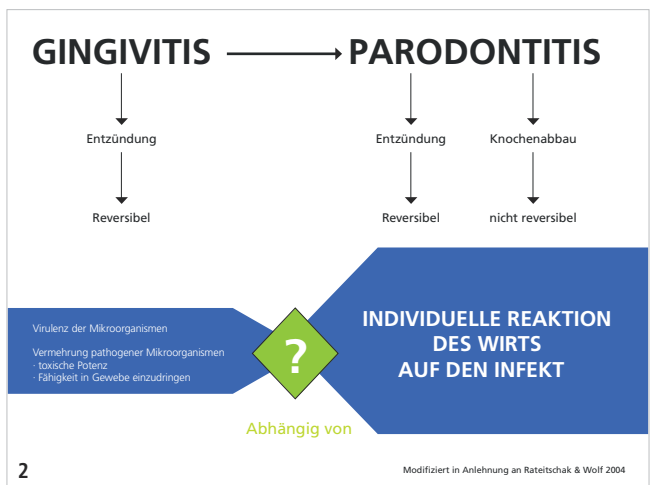 GINGIVITIS PARODONTITIS
Entzündung Entzündung Knochenabbau
Reversibel Reversibel nicht reversibel
Virulenz der Mikroorganismen
Vermehrung pathogener Mikroorganismen
· toxische Potenz
· Fähigkeit in Gewebe einzudringen
?
INDIVIDUELLE REAKTION
DES WIRTS
AUF DEN INFEKT
Abhängig von
2
Modifiziert in Anlehnung an Rateitschak & Wolf 2004